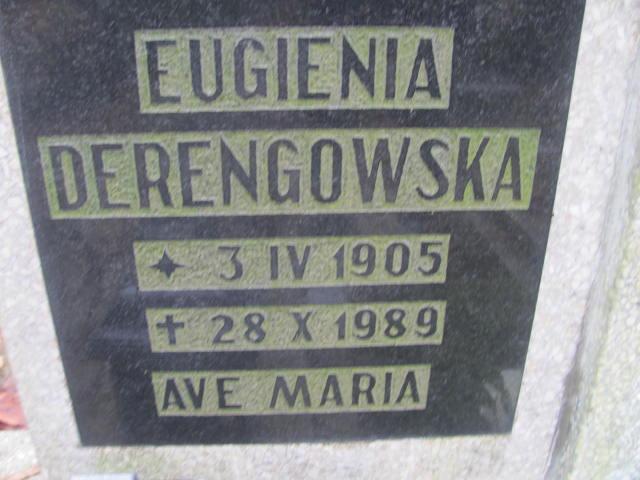 EUGIENIA
DERENGOWSKA
✦ 3 IV 1905
✝ 28 X 1989
AVE MARIA